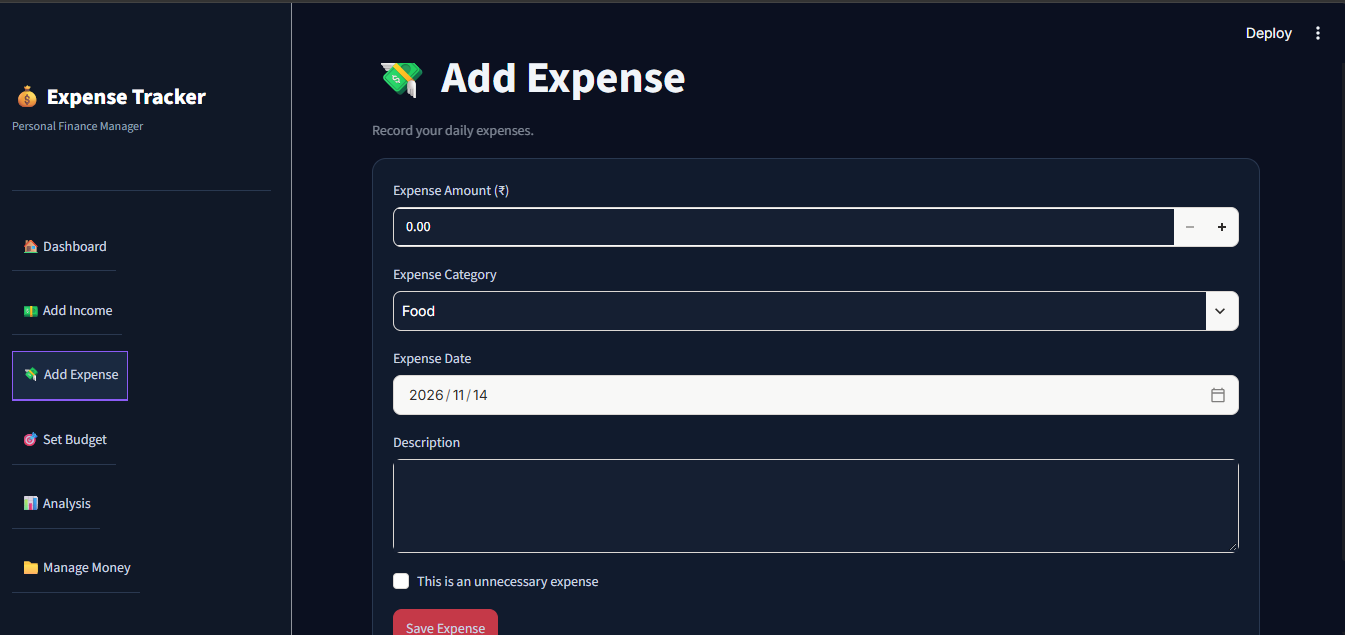 Deploy
Expense Tracker
Personal Finance Manager
Dashboard
Add Income
Add Expense
Set Budget
Analysis
Manage Money
Add Expense
Record your daily expenses.
Expense Amount (₹)
0.00
Expense Category
Food
Expense Date
2026/11/14
Description
This is an unnecessary expense
Save Expense